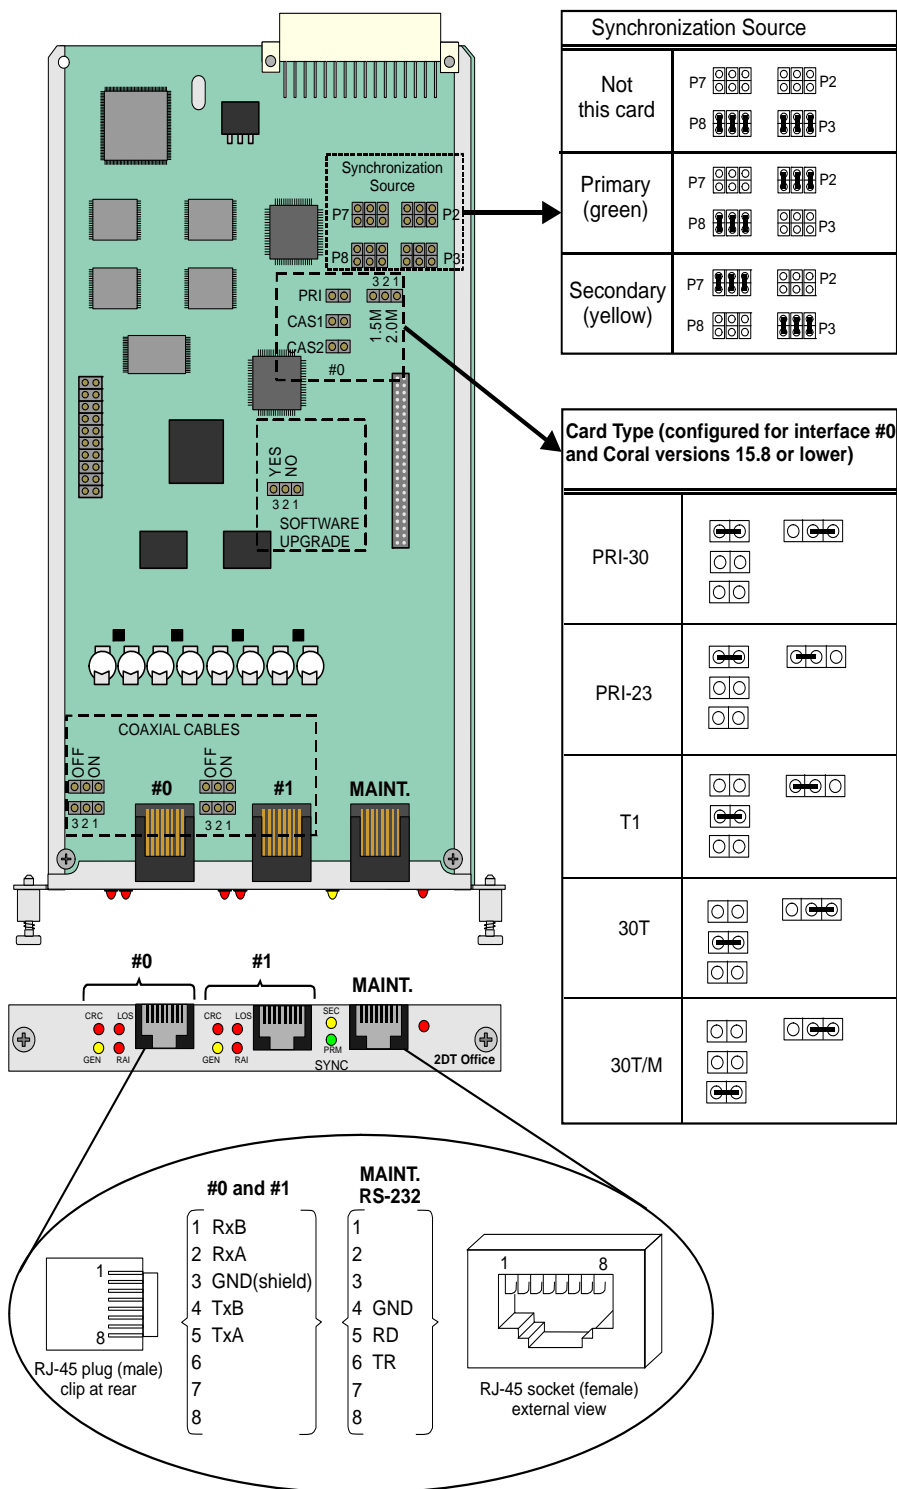 Synchronization Source
Not
this card
P7
P2
P8
P3
Primary
(green)
P7
P2
P8
P3
Secondary
(yellow)
P7
P2
P8
P3
Synchronization
Source
P7
P2
P8
P3
3 2 1
PRI
CAS1
CAS2
1.5M
2.0M
#0
YES
NO
3 2 1
SOFTWARE
UPGRADE
Card Type (configured for interface #0
and Coral versions 15.8 or lower)
PRI-30
PRI-23
T1
30T
30T/M
COAXIAL CABLES
OFF
ON
OFF
ON
3 2 1
3 2 1
#0
#1
MAINT.
#0
#1
MAINT.
CRC
LOS
GEN
RAI
CRC
LOS
GEN
RAI
SEC
PRM
SYNC
2DT Office
#0 and #1
1 RxB
2 RxA
3 GND(shield)
4 TxB
5 TxA
6
7
8
MAINT.
RS-232
1
2
3
4 GND
5 RD
6 TR
7
8
1
8
RJ-45 plug (male)
clip at rear
1
8
RJ-45 socket (female)
external view